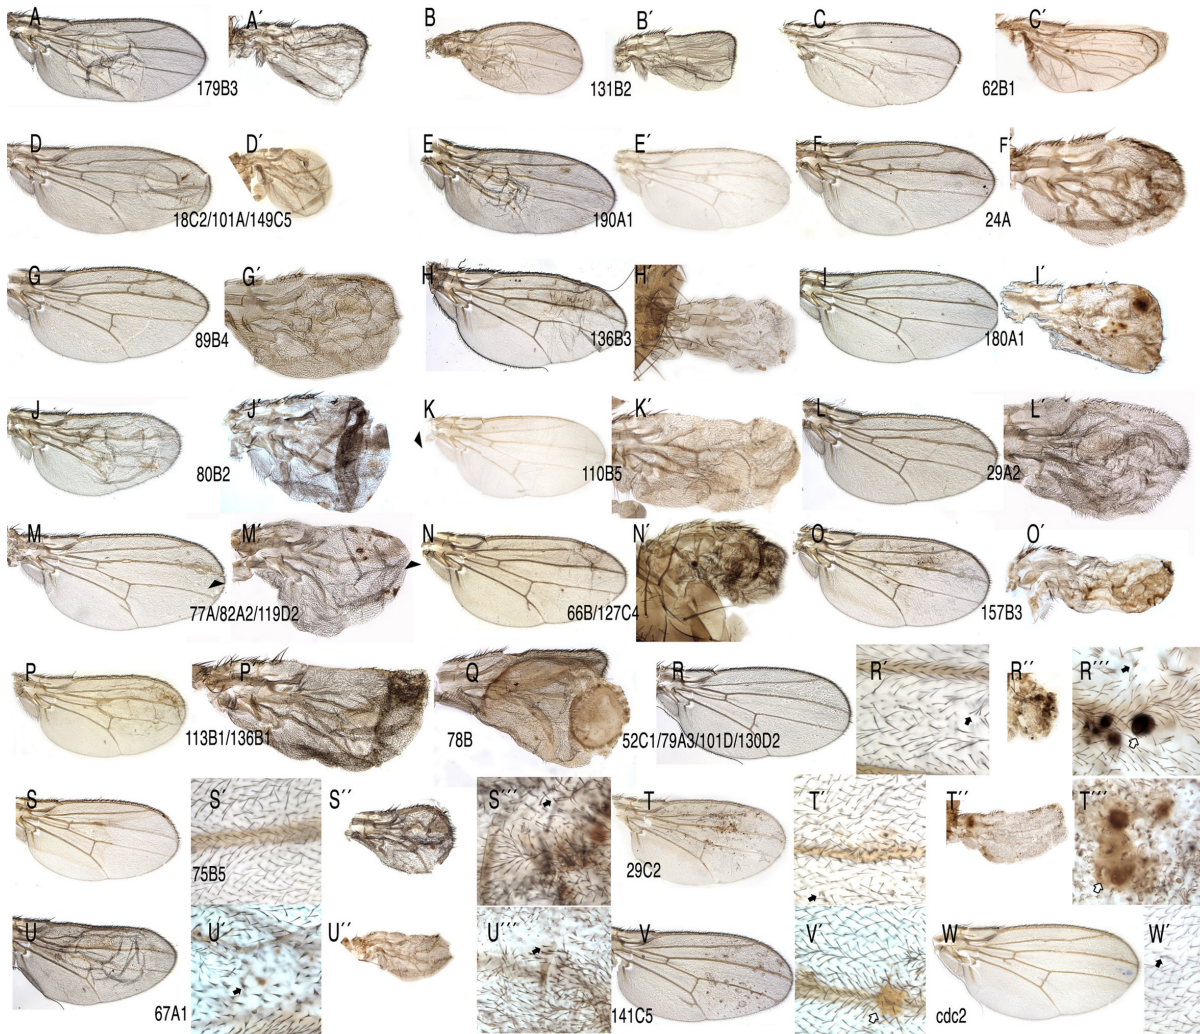 A A′ B B′ C C′
179B3 131B2 62B1
D D′ E E′ F F′
18C2/101A/149C5 190A1 24A
G G′ H H′ I I′
89B4 136B3 180A1
J J′ K K′ L L′
80B2 110B5 29A2
M M′ N N′ O O′
77A/82A2/119D2 66B/127C4 157B3
P P′ Q R R′ R′′ R′′′
113B1/136B1 78B 52C1/79A3/101D/130D2
S S′ S′′ S′′′ T T′ T′′ T′′′
75B5 29C2
U U′ U′′ U′′′ V V′ W W′
67A1 141C5 cdc2